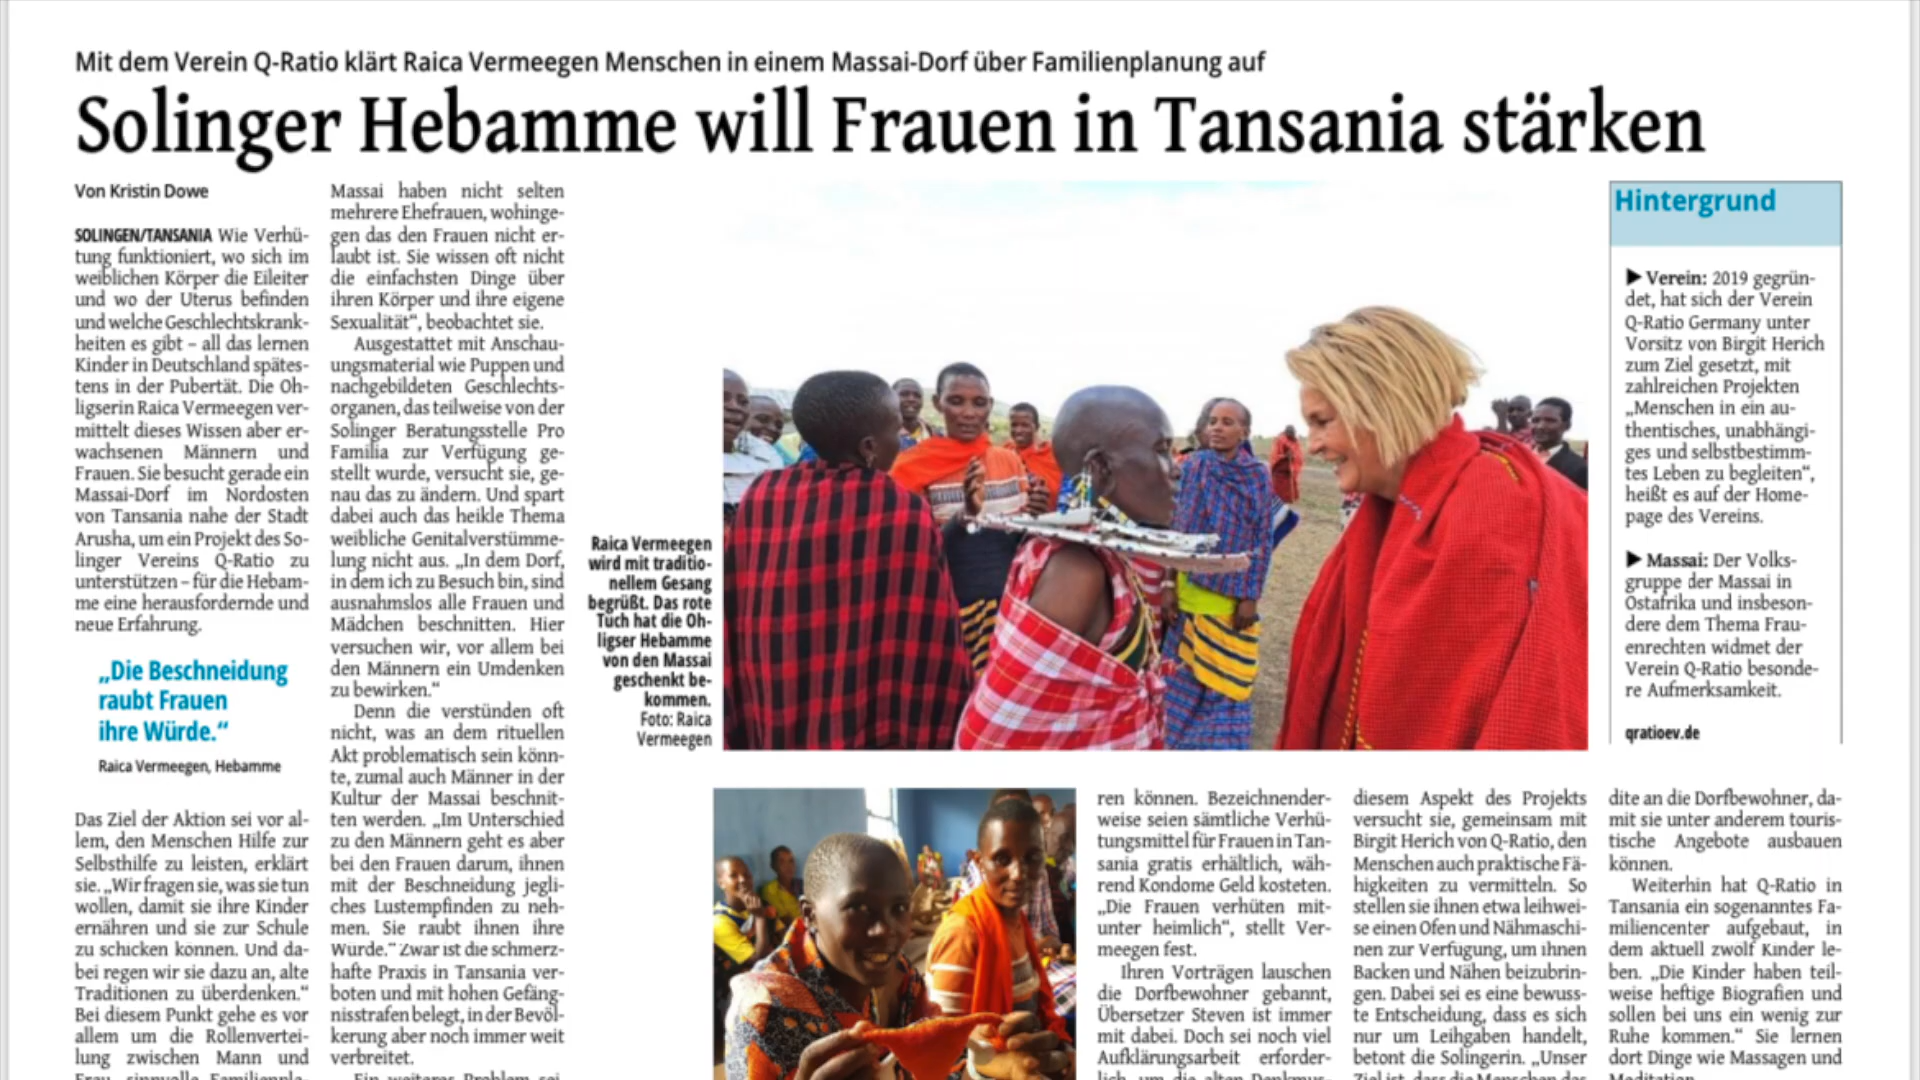 Mit dem Verein Q-Ratio klärt Raica Vermeegen Menschen in einem Massai-Dorf über Familienplanung auf
Solinger Hebamme will Frauen in Tansania stärken
Von Kristin Dowe
SOLINGEN/TANSANIA Wie Verhü-
tung funktioniert, wo sich im
weiblichen Körper die Eileiter
und wo der Uterus befinden
und welche Geschlechtskrank-
heiten es gibt – all das lernen
Kinder in Deutschland spätes-
tens in der Pubertät. Die Oh-
ligserin Raica Vermeegen ver-
mittelt dieses Wissen aber er-
wachsenen Männern und
Frauen. Sie besucht gerade ein
Massai-Dorf im Nordosten
von Tansania nahe der Stadt
Arusha, um ein Projekt des So-
linger Vereins Q-Ratio zu
unterstützen – für die Hebam-
me eine herausfordernde und
neue Erfahrung.
„Die Beschneidung
raubt Frauen
ihre Würde.“
Raica Vermeegen, Hebamme
Das Ziel der Aktion sei vor al-
lem, den Menschen Hilfe zur
Selbsthilfe zu leisten, erklärt
sie. „Wir fragen sie, was sie tun
wollen, damit sie ihre Kinder
ernähren und sie zur Schule
zu schicken können. Und da-
bei regen wir sie dazu an, alte
Traditionen zu überdenken.“
Bei diesem Punkt gehe es vor
allem um die Rollenvertei-
lung zwischen Mann und
Frau, sinnvolle Familienpla-
Massai haben nicht selten
mehrere Ehefrauen, wohinge-
gen das den Frauen nicht er-
laubt ist. Sie wissen oft nicht
die einfachsten Dinge über
ihren Körper und ihre eigene
Sexualität“, beobachtet sie.
Ausgestattet mit Anschau-
ungsmaterial wie Puppen und
nachgebildeten Geschlechts-
organen, das teilweise von der
Solinger Beratungsstelle Pro
Familia zur Verfügung ge-
stellt wurde, versucht sie, ge-
nau das zu ändern. Und spart
dabei auch das heikle Thema
weibliche Genitalverstümme-
lung nicht aus. „In dem Dorf,
in dem ich zu Besuch bin, sind
ausnahmslos alle Frauen und
Mädchen beschnitten. Hier
versuchen wir, vor allem bei
den Männern ein Umdenken
zu bewirken.“
Denn die verstünden oft
nicht, was an dem rituellen
Akt problematisch sein könn-
te, zumal auch Männer in der
Kultur der Massai beschnit-
ten werden. „Im Unterschied
zu den Männern geht es aber
bei den Frauen darum, ihnen
mit der Beschneidung jegli-
ches Lustempfinden zu neh-
men. Sie raubt ihnen ihre
Würde.“ Zwar ist die schmerz-
hafte Praxis in Tansania ver-
boten und mit hohen Gefäng-
nisstrafen belegt, in der Bevöl-
kerung aber noch immer weit
verbreitet.
Ein weiteres Problem sei,
Raica Vermeegen
wird mit traditio-
nellem Gesang
begrüßt. Das rote
Tuch hat die Oh-
ligser Hebamme
von den Massai
geschenkt be-
kommen.
Foto: Raica
Vermeegen
Hintergrund
▶ Verein: 2019 gegrün-
det, hat sich der Verein
Q-Ratio Germany unter
Vorsitz von Birgit Herich
zum Ziel gesetzt, mit
zahlreichen Projekten
„Menschen in ein au-
thentisches, unabhängi-
ges und selbstbestimm-
tes Leben zu begleiten“,
heißt es auf der Home-
page des Vereins.
▶ Massai: Der Volks-
gruppe der Massai in
Ostafrika und insbeson-
dere dem Thema Frau-
enrechten widmet der
Verein Q-Ratio besonde-
re Aufmerksamkeit.
qratioev.de
ren können. Bezeichnender-
weise seien sämtliche Verhü-
tungsmittel für Frauen in Tan-
sania gratis erhältlich, wäh-
rend Kondome Geld kosteten.
„Die Frauen verhüten mit-
unter heimlich“, stellt Ver-
meegen fest.
Ihren Vorträgen lauschen
die Dorfbewohner gebannt,
Übersetzer Steven ist immer
mit dabei. Doch sei noch viel
Aufklärungsarbeit erforder-
lich, um die alten Denkmus-
diesem Aspekt des Projekts
versucht sie, gemeinsam mit
Birgit Herich von Q-Ratio, den
Menschen auch praktische Fä-
higkeiten zu vermitteln. So
stellen sie ihnen etwa leihwei-
se einen Ofen und Nähmaschi-
nen zur Verfügung, um ihnen
Backen und Nähen beizubrin-
gen. Dabei sei es eine bewuss-
te Entscheidung, dass es sich
nur um Leihgaben handelt,
betont die Solingerin. „Unser
Ziel ist, dass die Menschen das
dite an die Dorfbewohner, da-
mit sie unter anderem touris-
tische Angebote ausbauen
können.
Weiterhin hat Q-Ratio in
Tansania ein sogenanntes Fa-
miliencenter aufgebaut, in
dem aktuell zwölf Kinder le-
ben. „Die Kinder haben teil-
weise heftige Biografien und
sollen bei uns ein wenig zur
Ruhe kommen.“ Sie lernen
dort Dinge wie Massagen und
Meditation